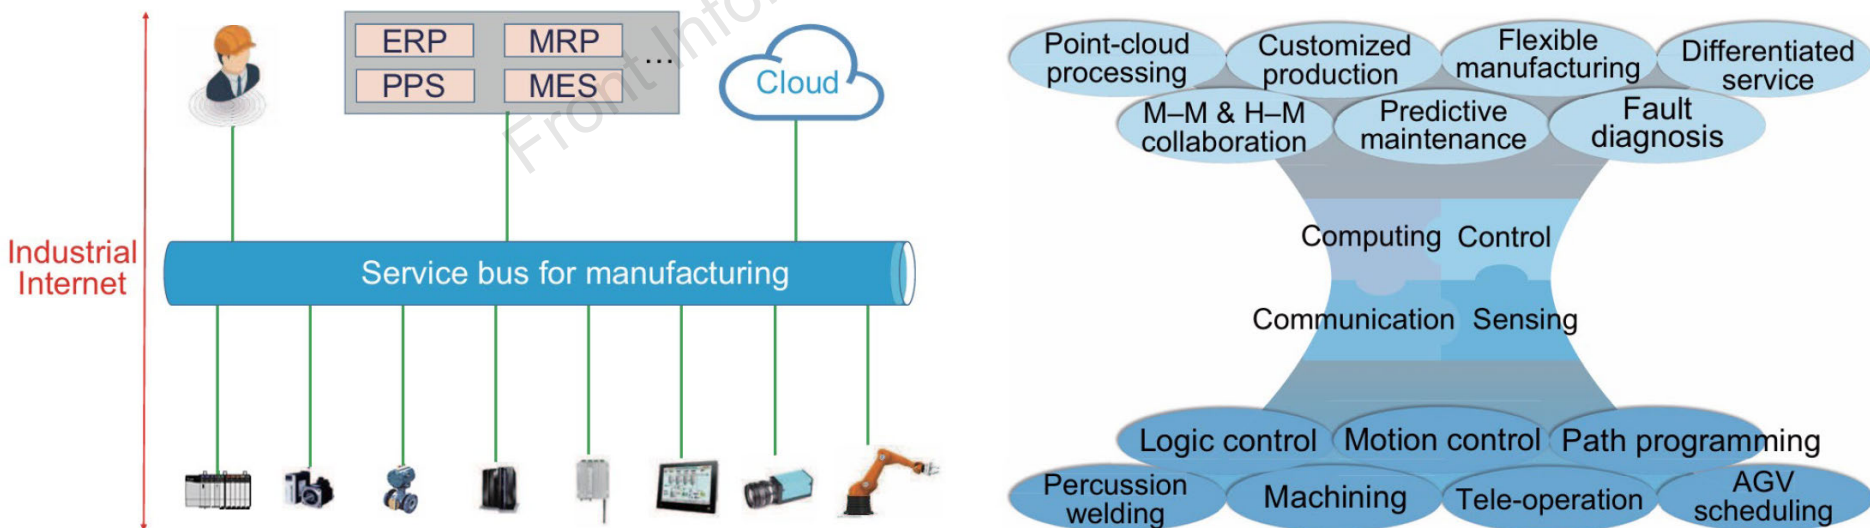 Front Infor
ERP
MRP
PPS
MES
...
Cloud
Industrial
Internet
Service bus for manufacturing
Point-cloud
processing
Customized
production
Flexible
manufacturing
Differentiated
service
M–M & H–M
collaboration
Predictive
maintenance
Fault
diagnosis
Computing
Control
Communication
Sensing
Logic control
Motion control
Path programming
Percussion
welding
Machining
Tele-operation
AGV
scheduling